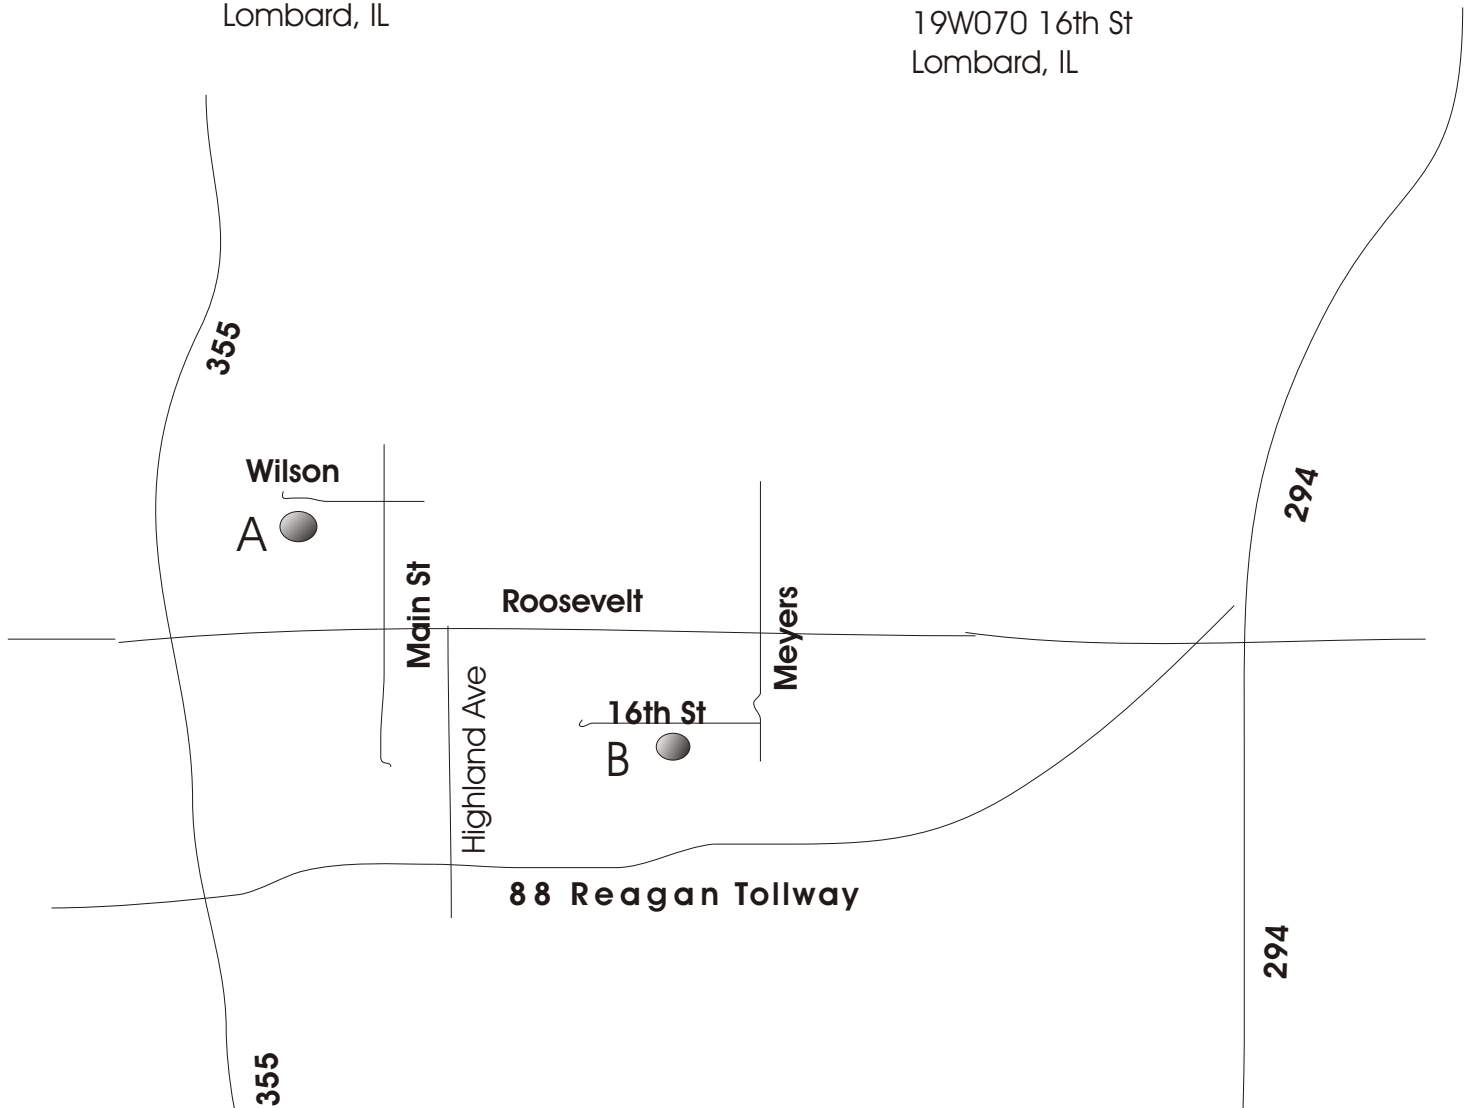 Lombard, IL
19W070 16th St
Lombard, IL
355
Wilson
A
294
Main St
Roosevelt
Meyers
Highland Ave
16th St
B
88 Reagan Tollway
294
355